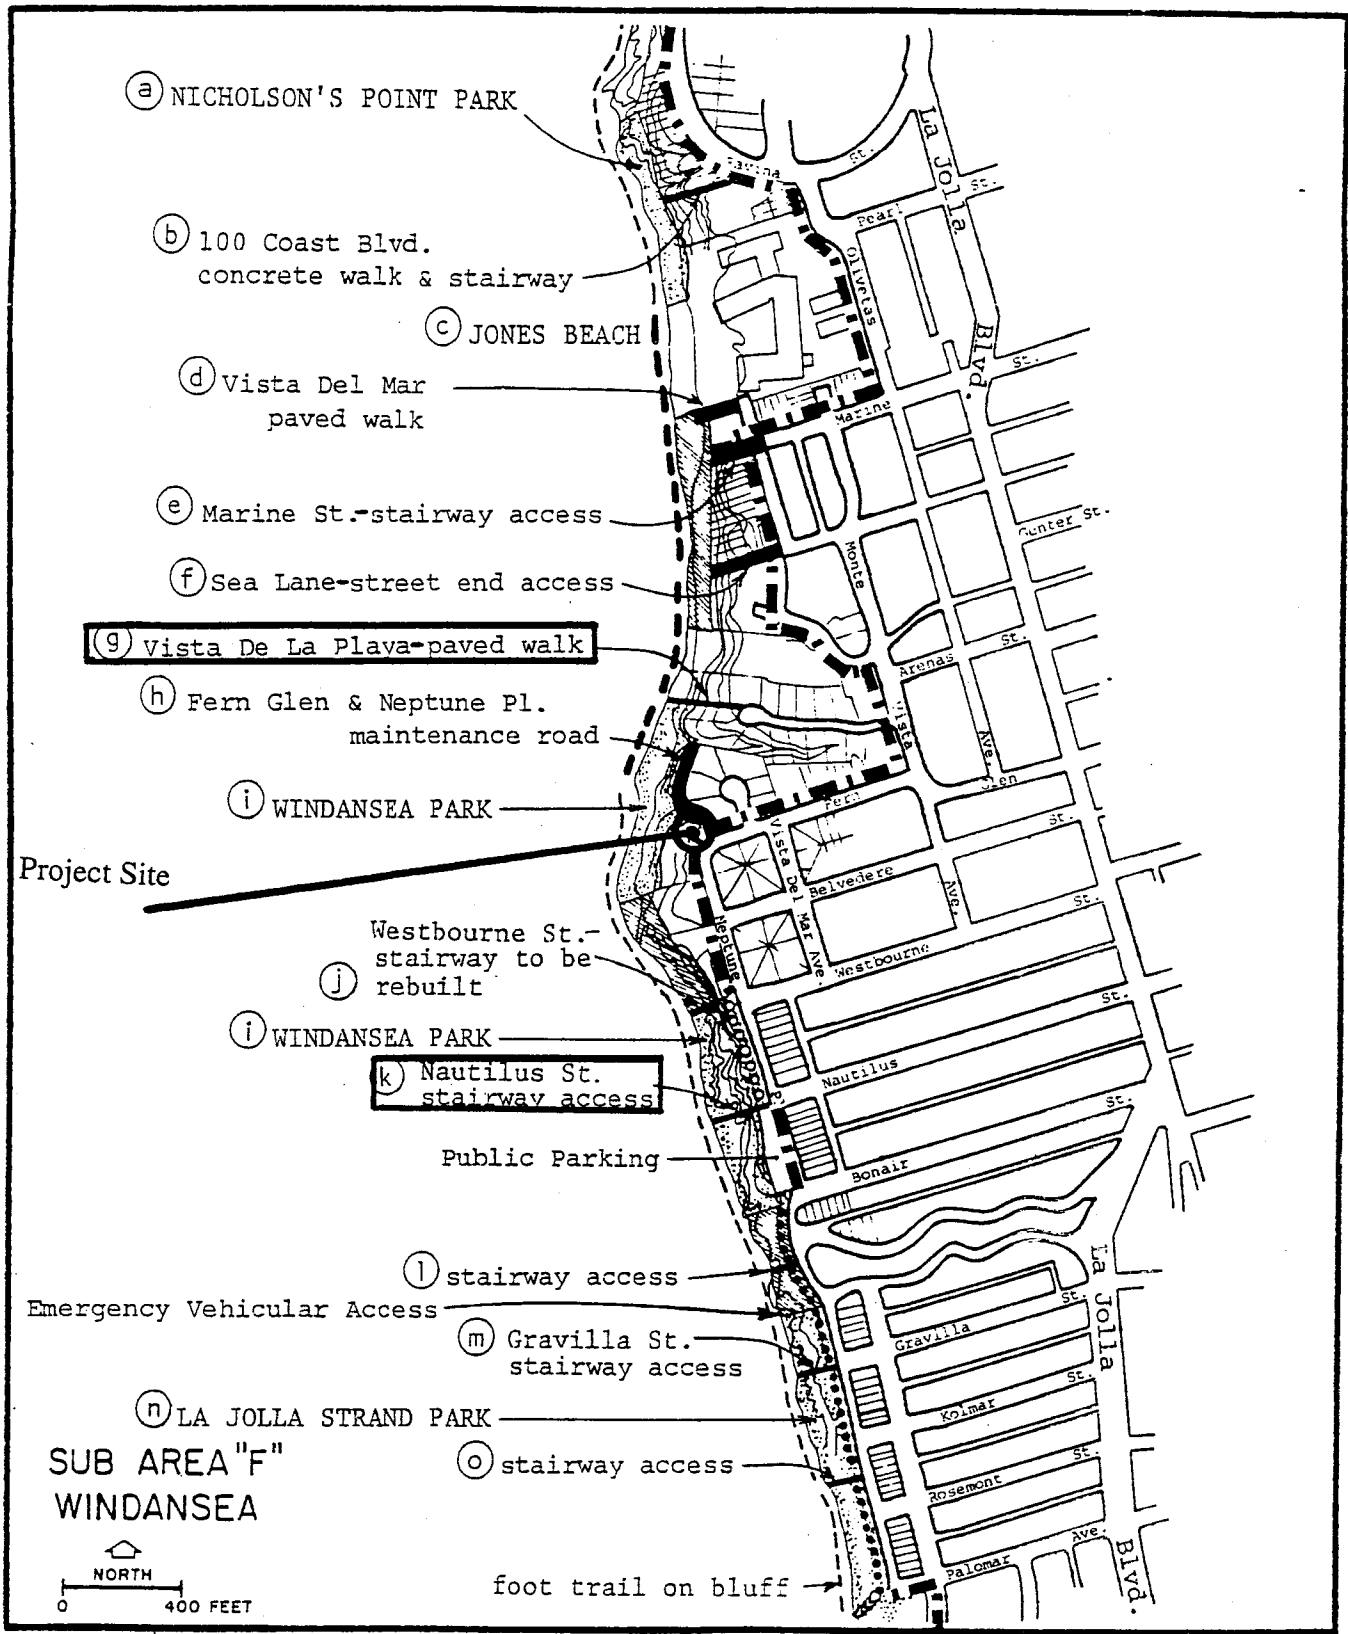 a NICHOLSON'S POINT PARK
Ravina
St.
La Jolla
St.
Pearl
b 100 Coast Blvd.
concrete walk & stairway
Olivetas
c JONES BEACH
Blvd.
St.
d Vista Del Mar
paved walk
Marine
e Marine St.-stairway access
Genter St.
Monte
f Sea Lane-street end access
g Vista De La Playa-paved walk
St.
Arenas
h Fern Glen & Neptune Pl.
maintenance road
Vista
Ave.
i WINDANSEA PARK
Fern
Glen
St.
Project Site
Vista Del Mar Ave.
Belvedere
Ave.
St.
Neptune
Westbourne St.-
stairway to be
j rebuilt
Westbourne
St.
i WINDANSEA PARK
k Nautilus St.
stairway access
Nautilus
St.
Pl.
Public Parking
Bonair
l stairway access
La Jolla
Emergency Vehicular Access
St.
m Gravilla St.
stairway access
Gravilla
St.
n LA JOLLA STRAND PARK
Kolmar
SUB AREA "F"
WINDANSEA
o stairway access
St.
Rosemont
Ave.
Blvd.
NORTH
0 400 FEET
foot trail on bluff
Palomar